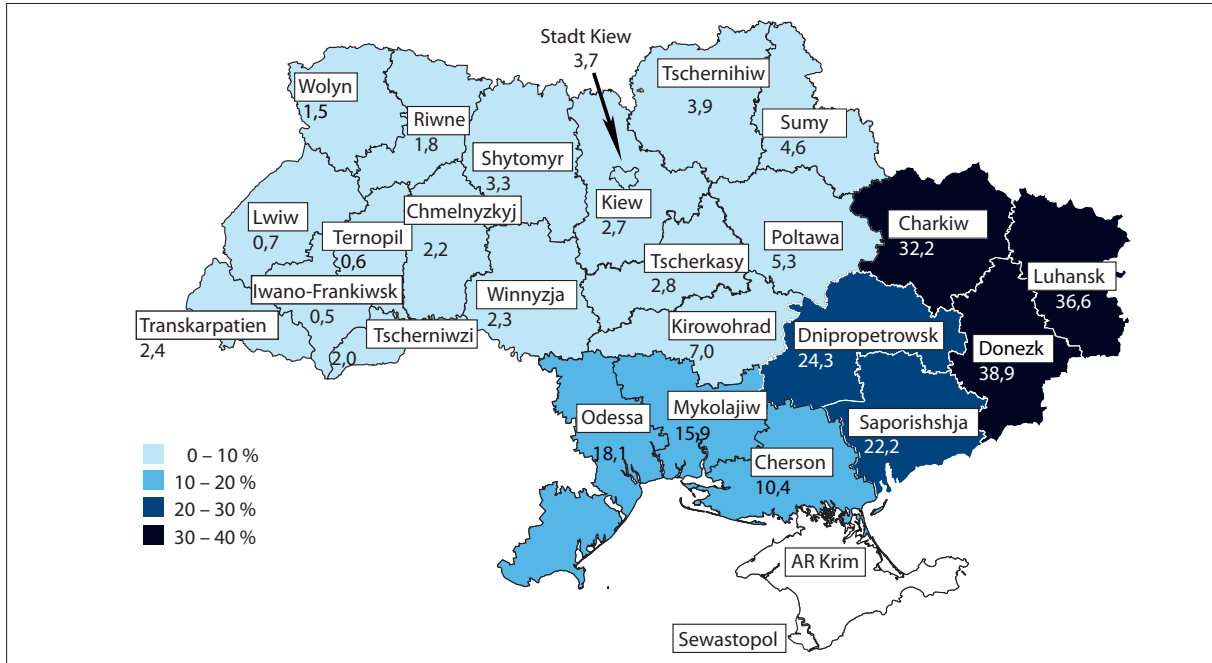 Stadt Kiew
3,7
Tschernihiw
3,9
Wolyn
1,5
Riwne
1,8
Sumy
4,6
Shytomyr
3,3
Kiew
2,7
Chmelnyzkyj
2,2
Lwiw
0,7
Ternopil
0,6
Charkiw
32,2
Poltawa
5,3
Tscherkasy
2,8
Luhansk
36,6
Iwano-Frankiwsk
0,5
Winnyzja
2,3
Transkarpatien
2,4
Tscherniwzi
2,0
Kirowohrad
7,0
Dnipropetrowsk
24,3
Donezk
38,9
Odessa
18,1
Mykolajiw
15,9
Saporishshja
22,2
Cherson
10,4
0 – 10 %
10 – 20 %
20 – 30 %
30 – 40 %
AR Krim
Sewastopol